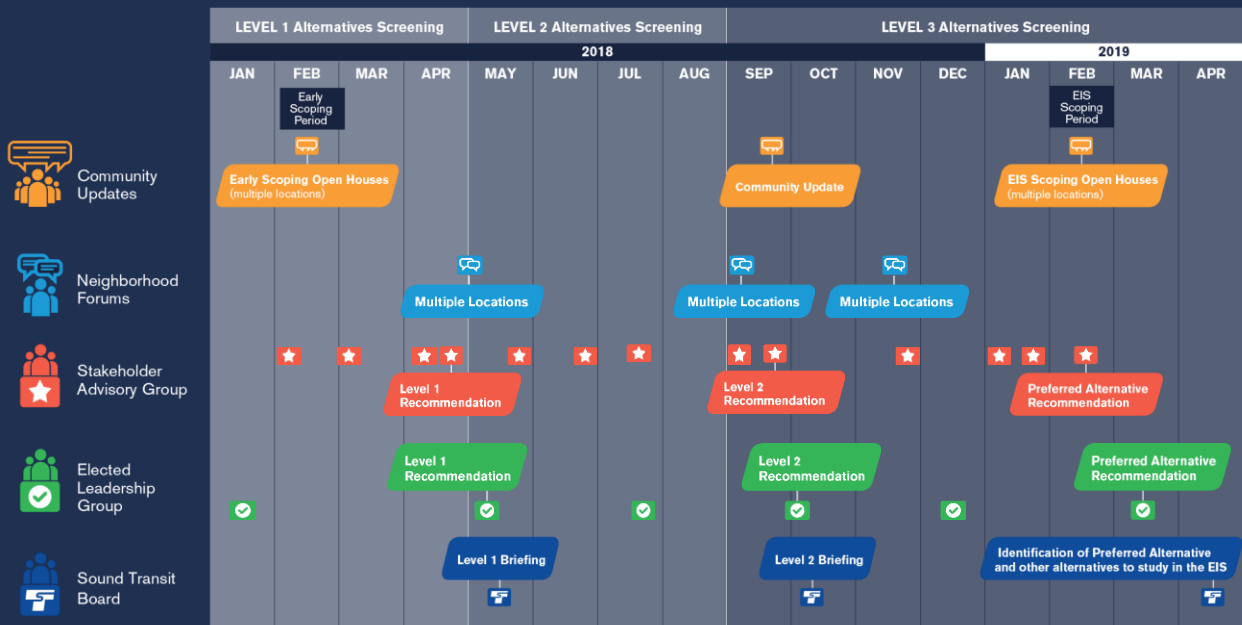 LEVEL 1 Alternatives Screening
LEVEL 2 Alternatives Screening
LEVEL 3 Alternatives Screening
2018
2019
JAN
FEB
MAR
APR
MAY
JUN
JUL
AUG
SEP
OCT
NOV
DEC
JAN
FEB
MAR
APR
Early
Scoping
Period
EIS
Scoping
Period
Community
Updates
Early Scoping Open Houses
(multiple locations)
Community Update
EIS Scoping Open Houses
(multiple locations)
Neighborhood
Forums
Multiple Locations
Multiple Locations
Multiple Locations
Stakeholder
Advisory Group
Level 1
Recommendation
Level 2
Recommendation
Preferred Alternative
Recommendation
Elected
Leadership
Group
Level 1
Recommendation
Level 2
Recommendation
Preferred Alternative
Recommendation
Sound Transit
Board
Level 1 Briefing
Level 2 Briefing
Identification of Preferred Alternative
and other alternatives to study in the EIS